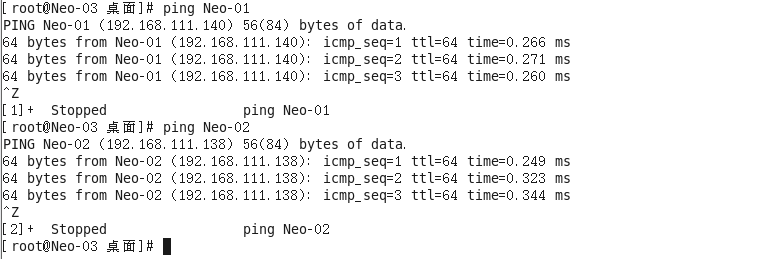 [root@Neo-03 桌面]# ping Neo-01
PING Neo-01 (192.168.111.140) 56(84) bytes of data.
64 bytes from Neo-01 (192.168.111.140): icmp_seq=1 ttl=64 time=0.266 ms
64 bytes from Neo-01 (192.168.111.140): icmp_seq=2 ttl=64 time=0.271 ms
64 bytes from Neo-01 (192.168.111.140): icmp_seq=3 ttl=64 time=0.260 ms
^Z
[1]+  Stopped                 ping Neo-01
[root@Neo-03 桌面]# ping Neo-02
PING Neo-02 (192.168.111.138) 56(84) bytes of data.
64 bytes from Neo-02 (192.168.111.138): icmp_seq=1 ttl=64 time=0.249 ms
64 bytes from Neo-02 (192.168.111.138): icmp_seq=2 ttl=64 time=0.323 ms
64 bytes from Neo-02 (192.168.111.138): icmp_seq=3 ttl=64 time=0.344 ms
^Z
[2]+  Stopped                 ping Neo-02
[root@Neo-03 桌面]#